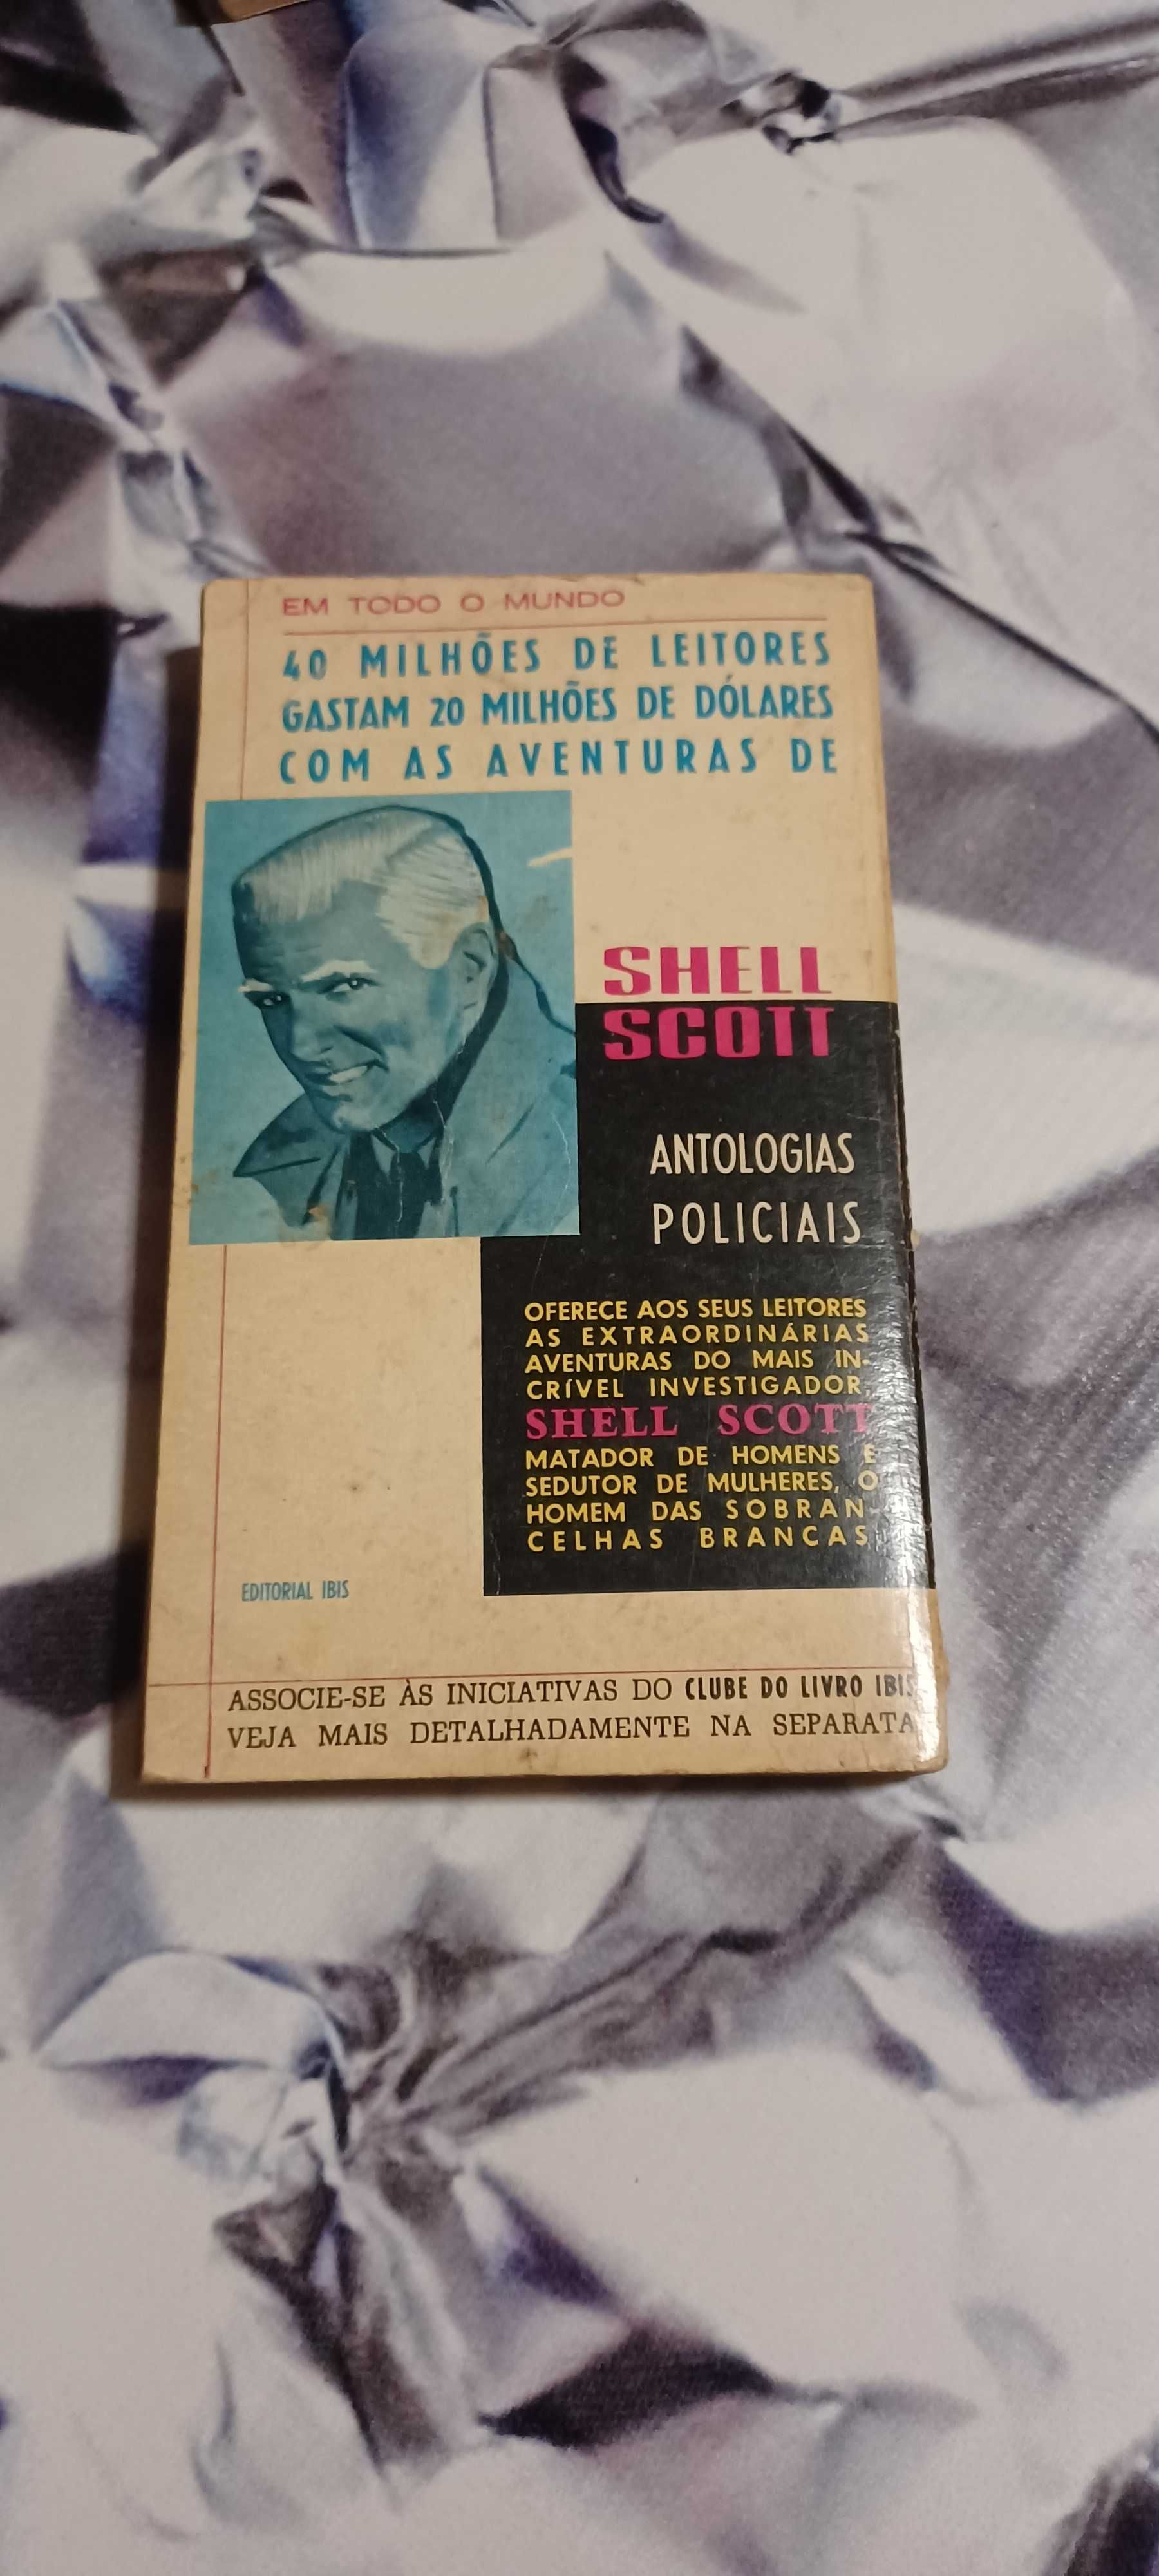 EM TODO O MUNDO
40 MILHÕES DE LEITORES
GASTAM 20 MILHÕES DE DÓLARES
COM AS AVENTURAS DE
SHELL
SCOTT
ANTOLOGIAS
POLICIAIS
OFERECE AOS SEUS LEITORES
AS EXTRAORDINÁRIAS
AVENTURAS DO MAIS IN-
CRÍVEL INVESTIGADOR,
SHELL SCOTT
MATADOR DE HOMENS E
SEDUTOR DE MULHERES, O
HOMEM DAS SOBRAN-
CELHAS BRANCAS
EDITORIAL IBIS
ASSOCIE-SE ÀS INICIATIVAS DO CLUBE DO LIVRO IBIS
VEJA MAIS DETALHADAMENTE NA SEPARATA